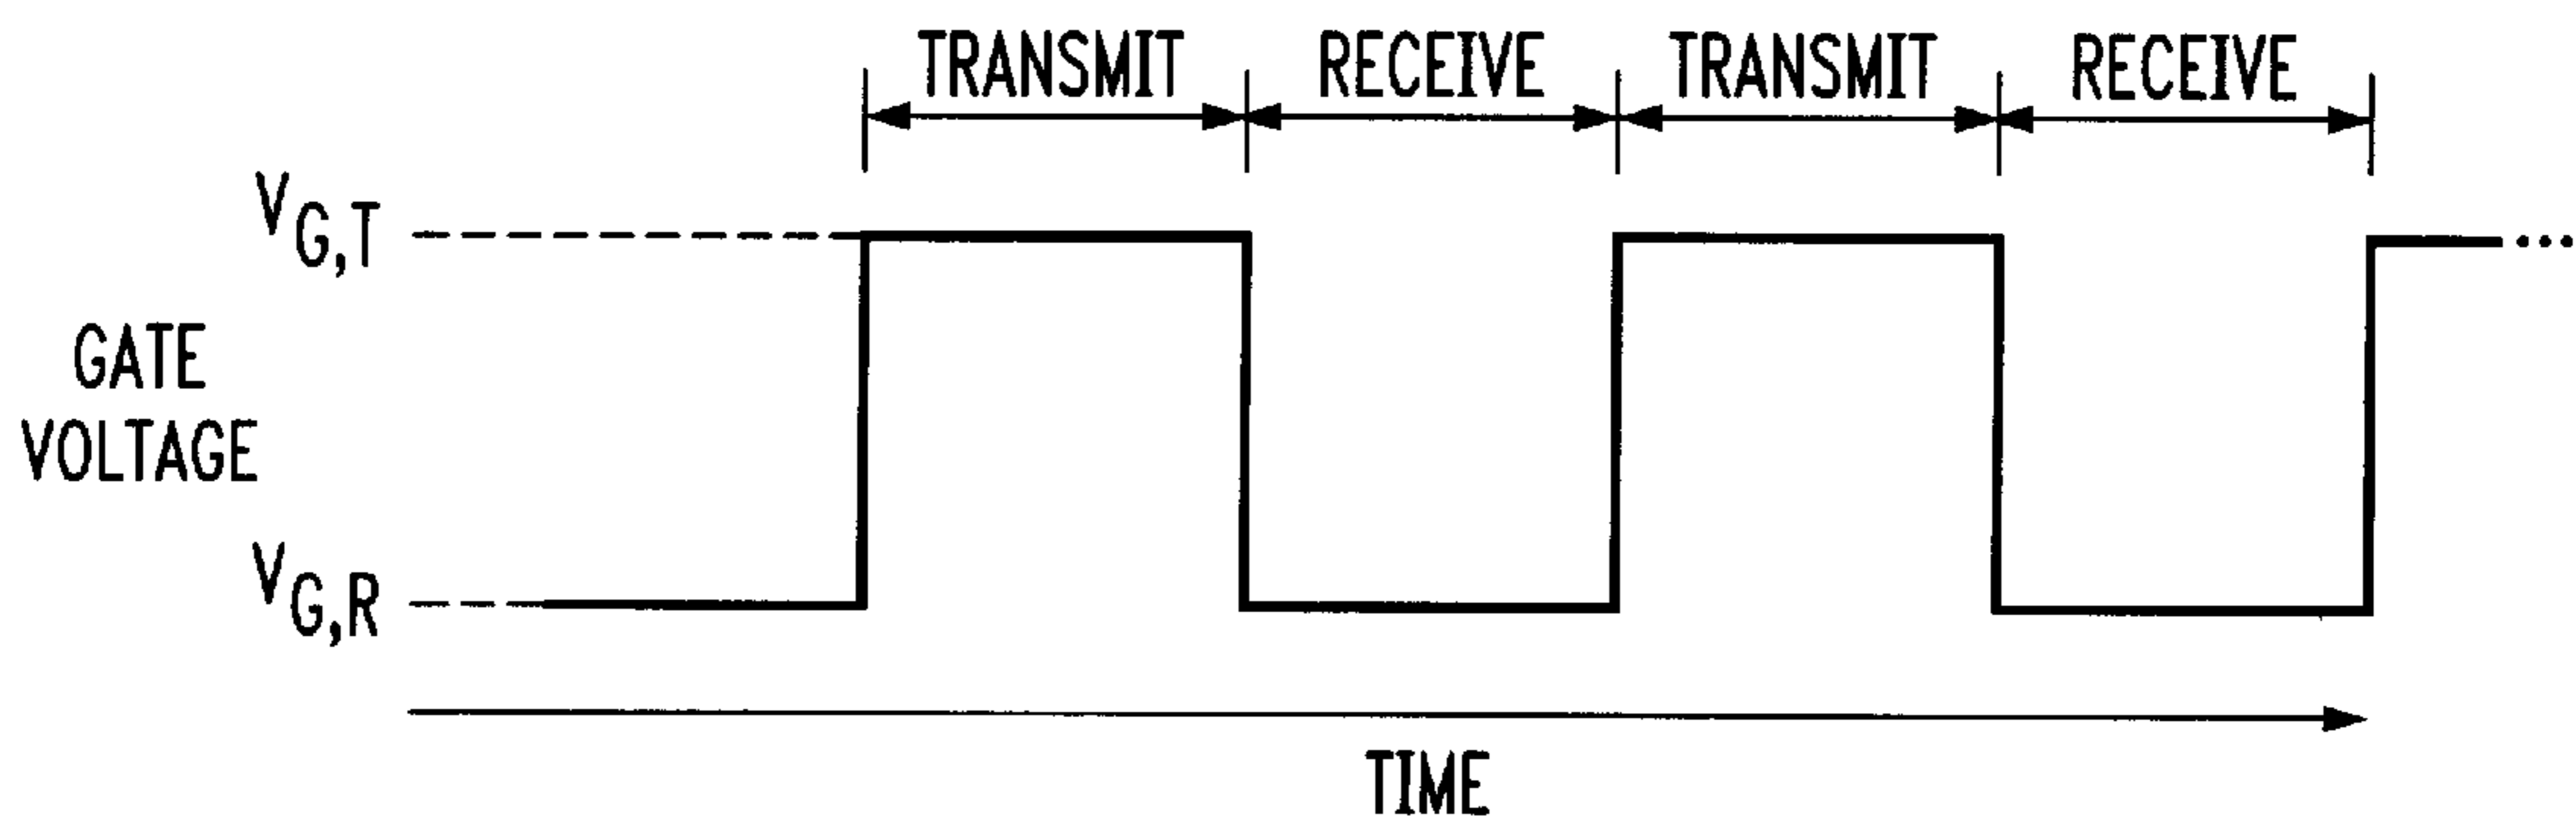 TRANSMIT RECEIVE TRANSMIT RECEIVE
VG,T
GATE
VOLTAGE
VG,R
TIME